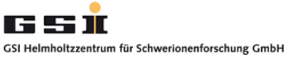 GSI
GSI Helmholtzzentrum für Schwerionenforschung GmbH